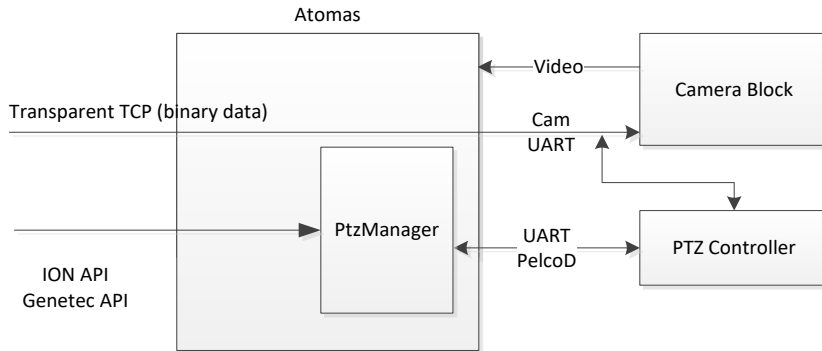 Atomas
Video
Camera Block
Transparent TCP (binary data)
Cam
UART
PtzManager
UART
PelcoD
PTZ Controller
ION API
Genetec API